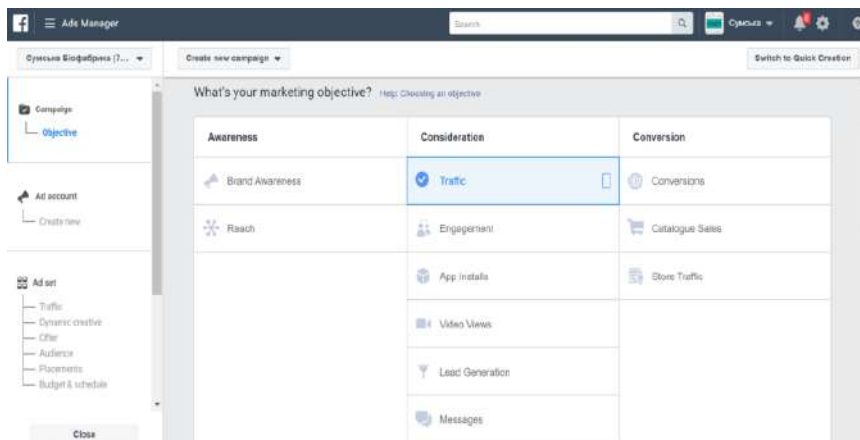 f Ads Manager
Search
Сумська
Сумська Біофабрика (7...
Create new campaign
Switch to Quick Creation
What's your marketing objective? Help: Choosing an objective
Campaign
Objective
Ad account
Create new
Ad set
Traffic
Dynamic creative
Offer
Audience
Placements
Budget & schedule
Close
Awareness
Brand Awareness
Reach
Consideration
Traffic
Engagement
App Installs
Video Views
Lead Generation
Messages
Conversion
Conversions
Catalogue Sales
Store Traffic